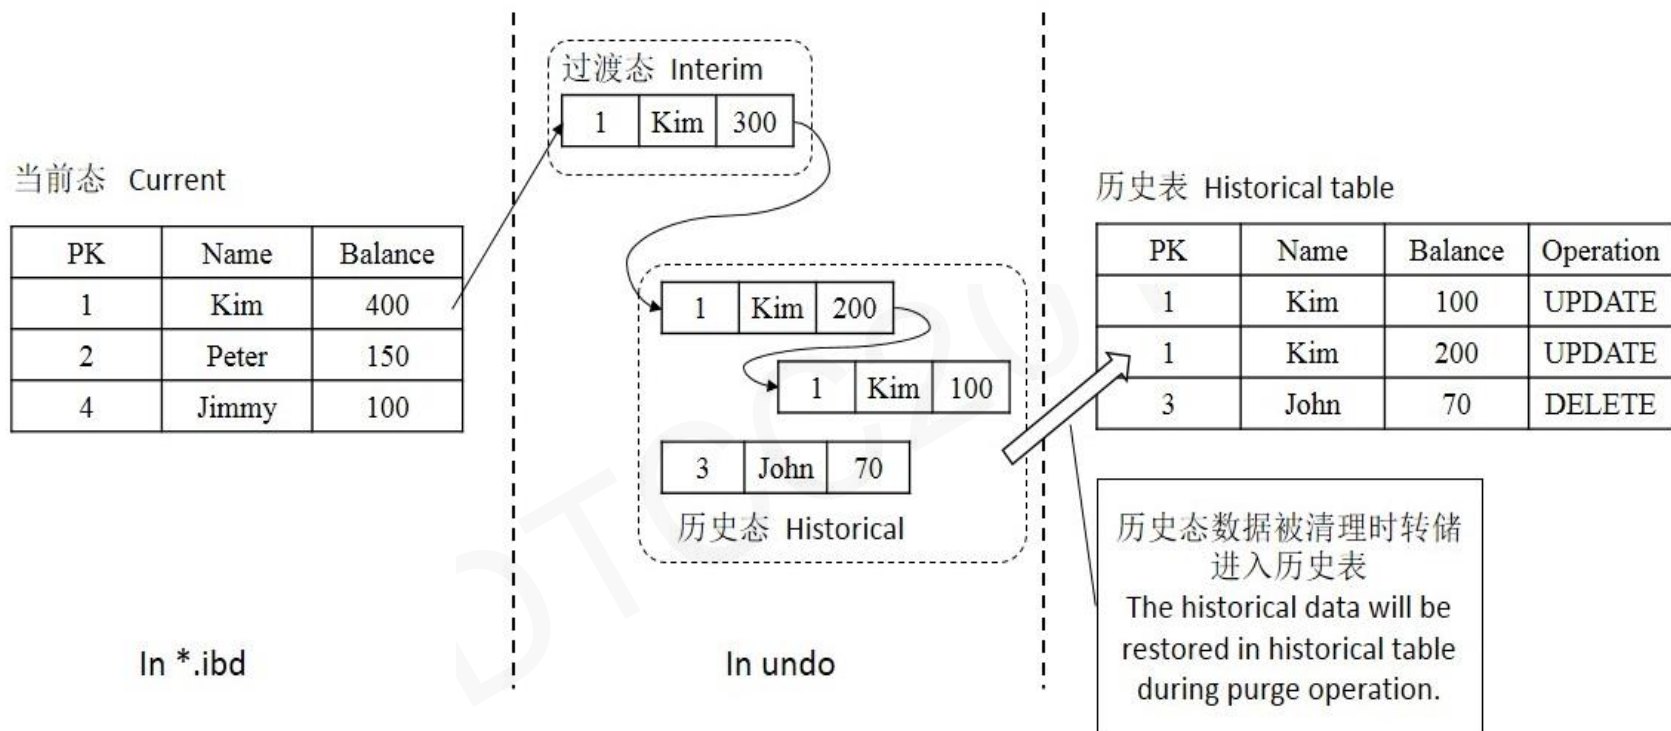 过渡态 Interim
1 Kim 300
当前态 Current
PK Name Balance
1 Kim 400
2 Peter 150
4 Jimmy 100
In *.ibd
1 Kim 200
1 Kim 100
3 John 70
历史态 Historical
In undo
历史表 Historical table
PK Name Balance Operation
1 Kim 100 UPDATE
1 Kim 200 UPDATE
3 John 70 DELETE
历史态数据被清理时转储
进入历史表
The historical data will be
restored in historical table
during purge operation.